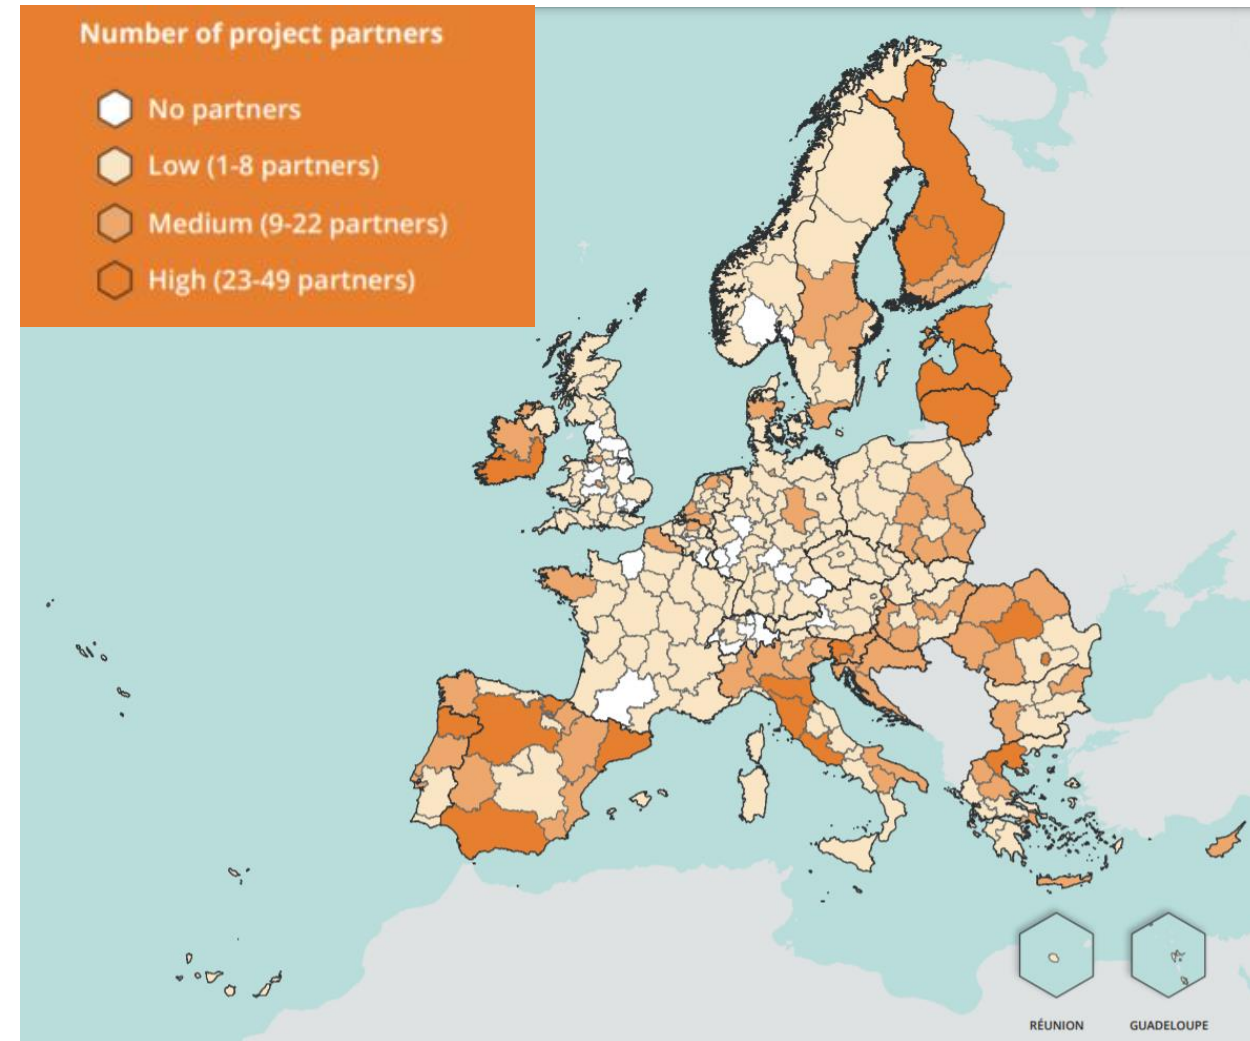 Number of project partners
No partners
Low (1-8 partners)
Medium (9-22 partners)
High (23-49 partners)
RÉUNION
GUADELOUPE